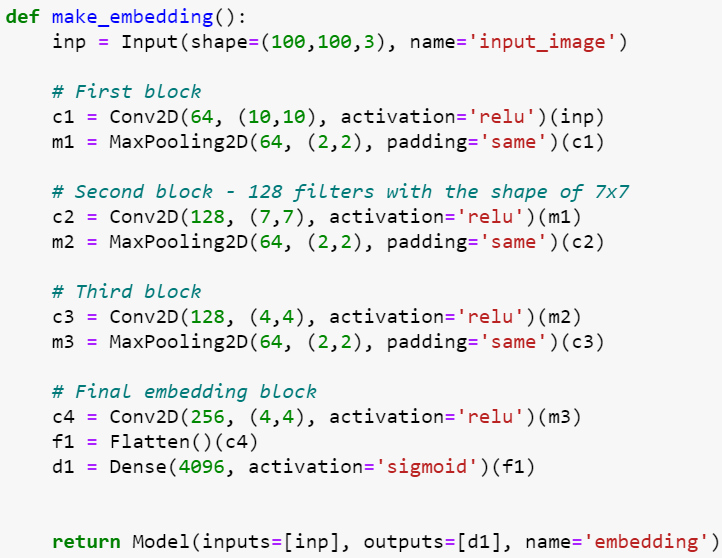 def make_embedding():
    inp = Input(shape=(100,100,3), name='input_image')

    # First block
    c1 = Conv2D(64, (10,10), activation='relu')(inp)
    m1 = MaxPooling2D(64, (2,2), padding='same')(c1)

    # Second block - 128 filters with the shape of 7x7
    c2 = Conv2D(128, (7,7), activation='relu')(m1)
    m2 = MaxPooling2D(64, (2,2), padding='same')(c2)

    # Third block
    c3 = Conv2D(128, (4,4), activation='relu')(m2)
    m3 = MaxPooling2D(64, (2,2), padding='same')(c3)

    # Final embedding block
    c4 = Conv2D(256, (4,4), activation='relu')(m3)
    f1 = Flatten()(c4)
    d1 = Dense(4096, activation='sigmoid')(f1)


    return Model(inputs=[inp], outputs=[d1], name='embedding')